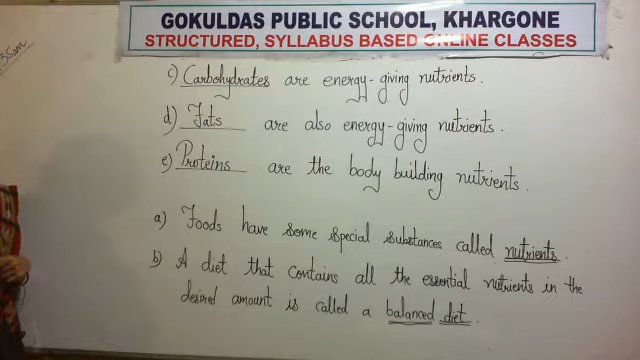 GOKULDAS PUBLIC SCHOOL, KHARGONE
STRUCTURED, SYLLABUS BASED ONLINE CLASSES
c) Carbohydrates are energy-giving nutrients.
d) Fats are also energy-giving nutrients.
e) Proteins are the body building nutrients.
a) Foods have some special substances called nutrients.
b) A diet that contains all the essential nutrients in the
desired amount is called a balanced diet.